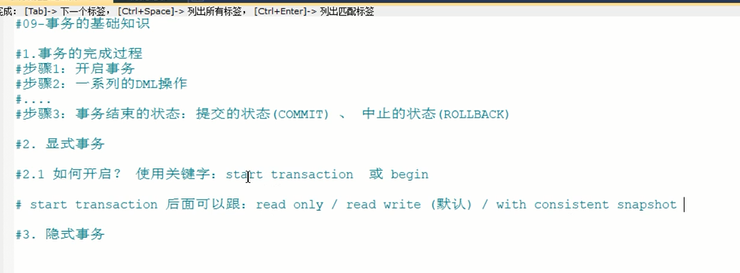 成: [Tab]-> 下一个标签, [Ctrl+Space]-> 列出所有标签, [Ctrl+Enter]-> 列出匹配标签
#09-事务的基础知识
#1.事务的完成过程
#步骤1: 开启事务
#步骤2: 一系列的DML操作
#....
#步骤3: 事务结束的状态: 提交的状态(COMMIT) 、 中止的状态(ROLLBACK)
#2. 显式事务
#2.1 如何开启? 使用关键字: start transaction 或 begin
# start transaction 后面可以跟: read only / read write (默认) / with consistent snapshot
#3. 隐式事务